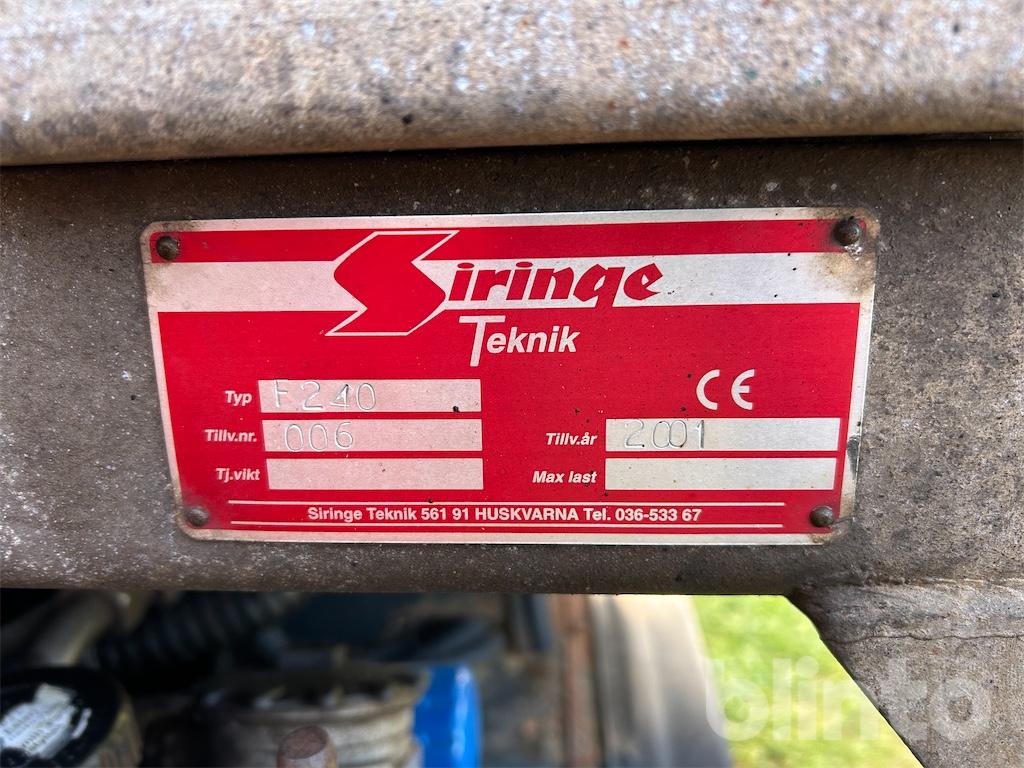 Siringe
Teknik
Typ F240
CE
Tillv.nr. 006
Tillv.år 2001
Tj.vikt
Max last
Siringe Teknik 561 91 HUSKVARNA Tel. 036-533 67
blinto